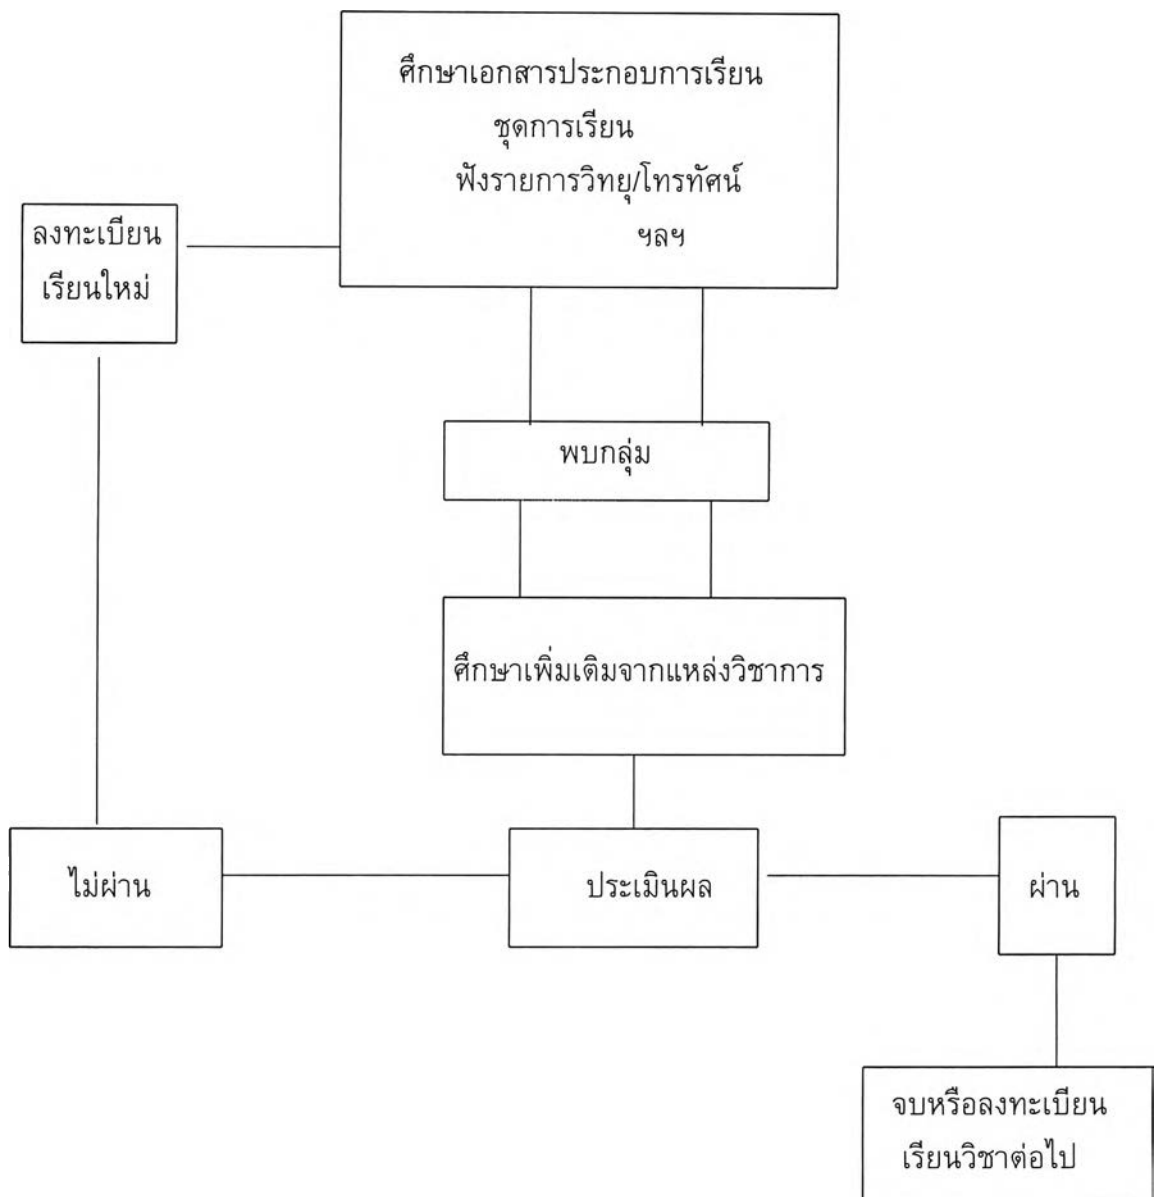 ศึกษาเอกสารประกอบการเรียน
ชุดการเรียน
ฟังรายการวิทยุ/โทรทัศน์
ฯลฯ
ลงทะเบียน
เรียนใหม่
พบกลุ่ม
ศึกษาเพิ่มเติมจากแหล่งวิชาการ
ไม่ผ่าน
ประเมินผล
ผ่าน
จบหรือลงทะเบียน
เรียนวิชาต่อไป